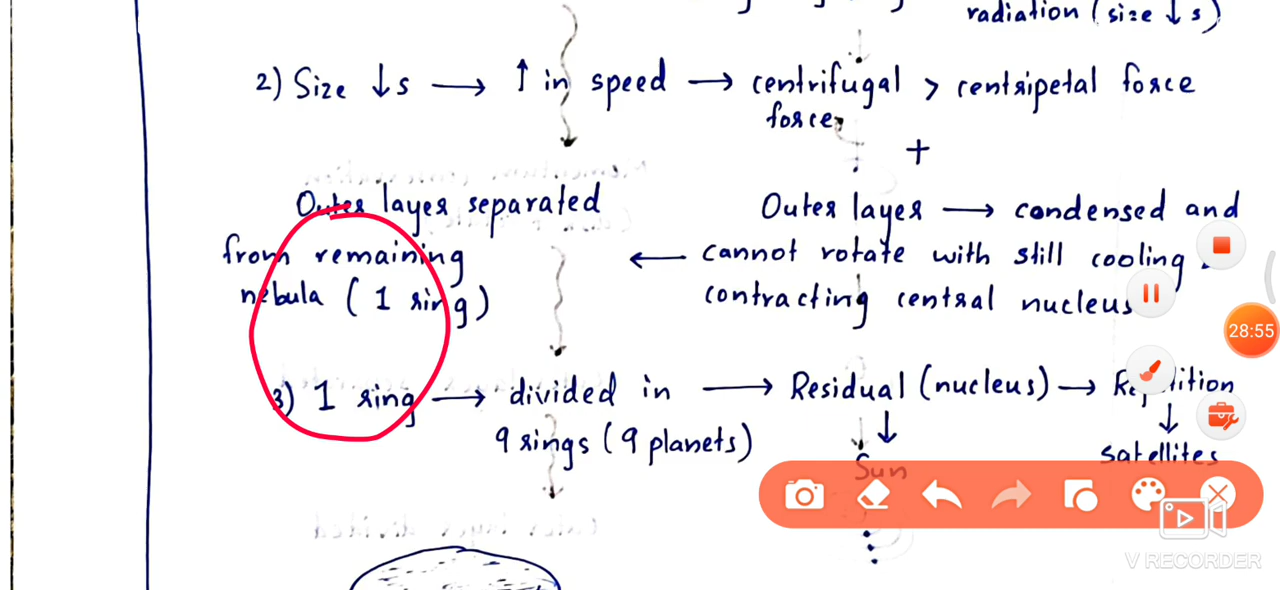 radiation (size ↓ s)
2) Size ↓s → ↑ in speed → centrifugal > centripetal force
force
+
Outer layer separated
from remaining
nebula (1 ring)
Outer layer → condensed and
← cannot rotate with still cooling
contracting central nucleus
3) 1 ring → divided in → Residual (nucleus) →
9 rings (9 planets)
↓
Sun
↓
satellites
28:55
V RECORDER